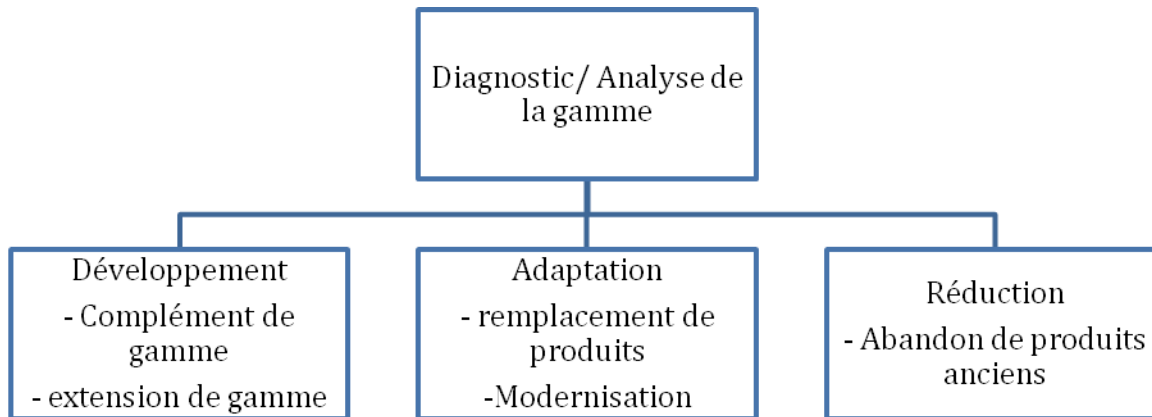 Diagnostic/ Analyse de
la gamme
Développement
- Complément de
gamme
- extension de gamme
Adaptation
- remplacement de
produits
-Modernisation
Réduction
- Abandon de produits
anciens